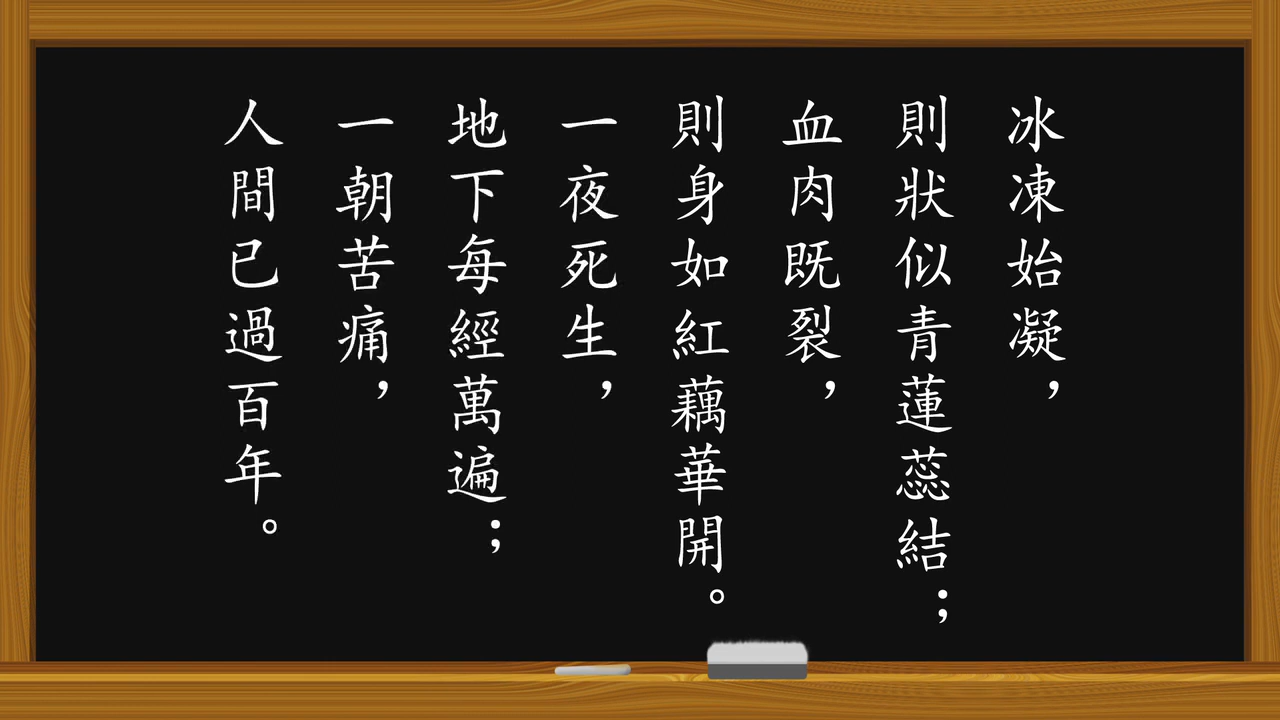 冰凍始凝，
則狀似青蓮蕊結；
血肉既裂，
則身如紅藕華開。
一夜死生，
地下每經萬遍；
一朝苦痛，
人間已過百年。